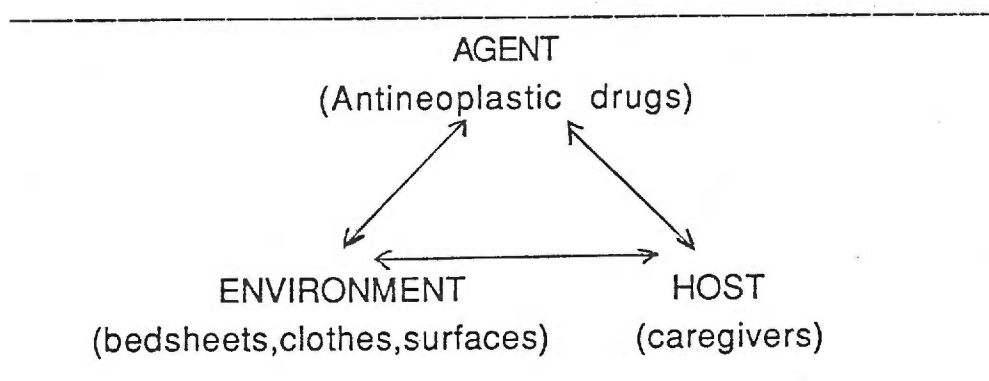 AGENT
(Antineoplastic drugs)
ENVIRONMENT HOST
(bedsheets,clothes,surfaces) (caregivers)